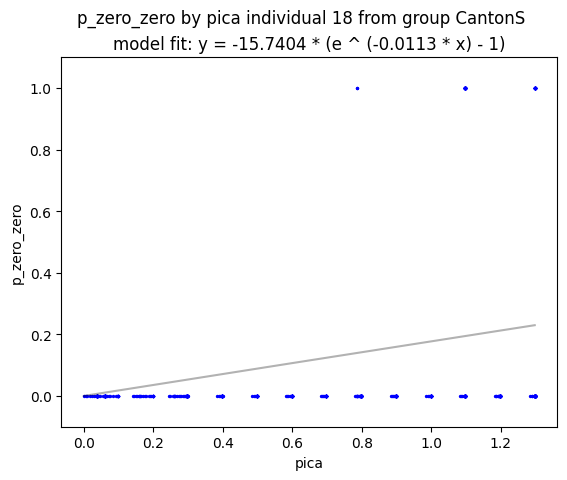 p_zero_zero by pica individual 18 from group CantonS
model fit: y = -15.7404 * (e ^ (-0.0113 * x) - 1)
1.0
0.8
0.6
0.4
0.2
0.0
p_zero_zero
0.0 0.2 0.4 0.6 0.8 1.0 1.2
pica